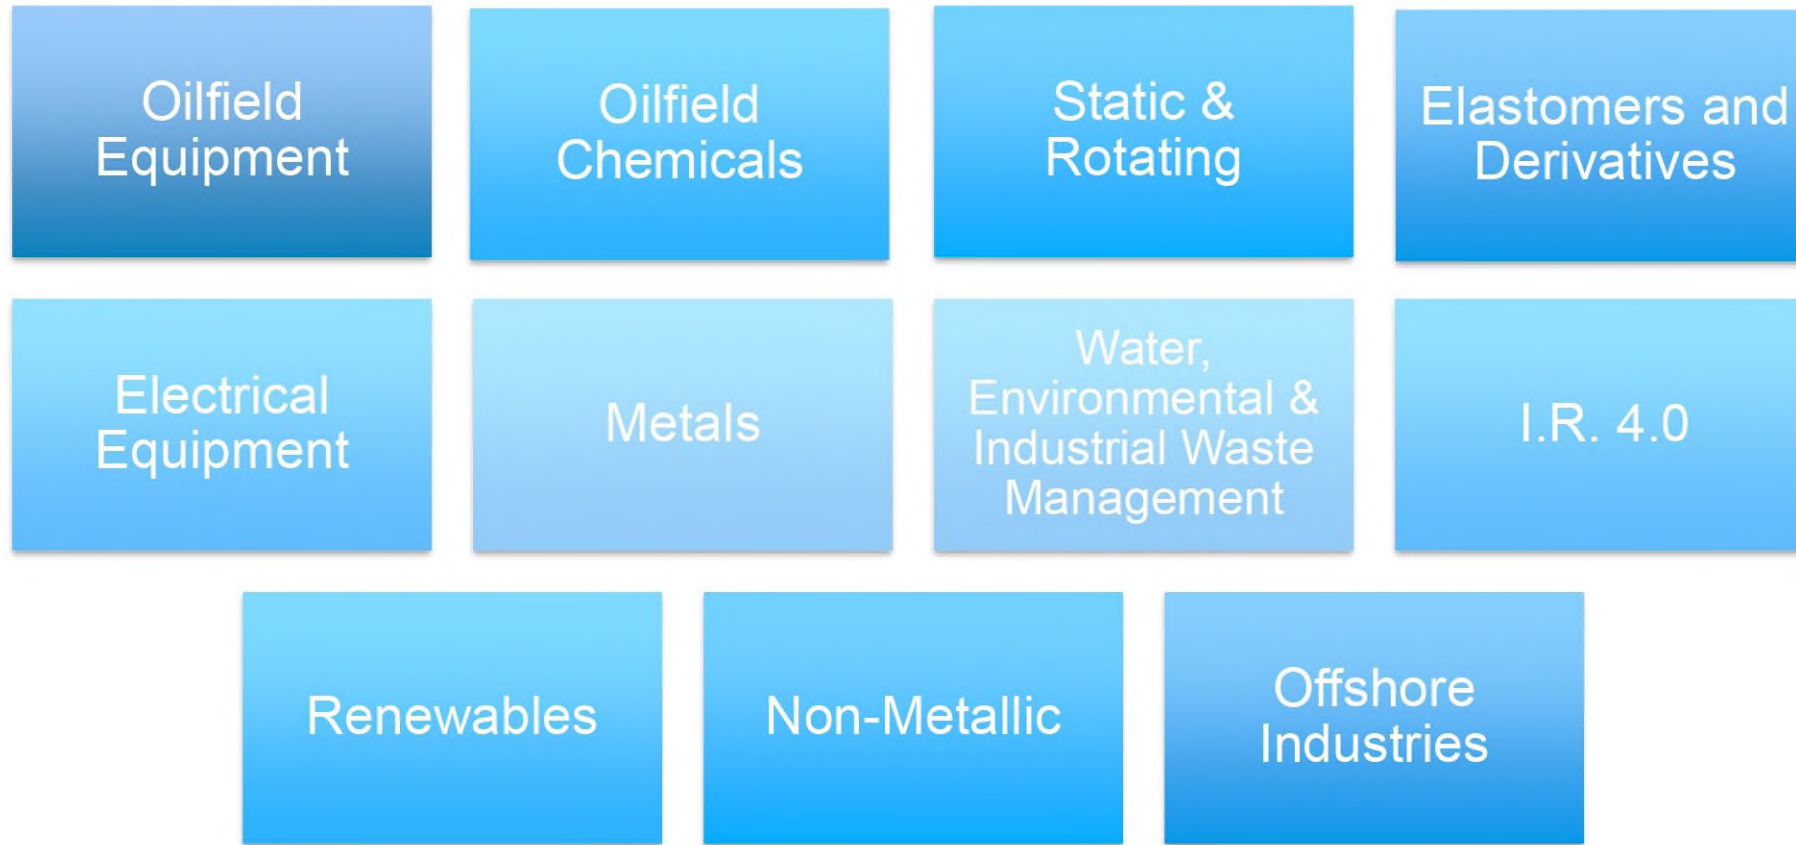 Oilfield
Equipment
Oilfield
Chemicals
Static &
Rotating
Elastomers and
Derivatives
Electrical
Equipment
Metals
Water,
Environmental &
Industrial Waste
Management
I.R. 4.0
Renewables
Non-Metallic
Offshore
Industries